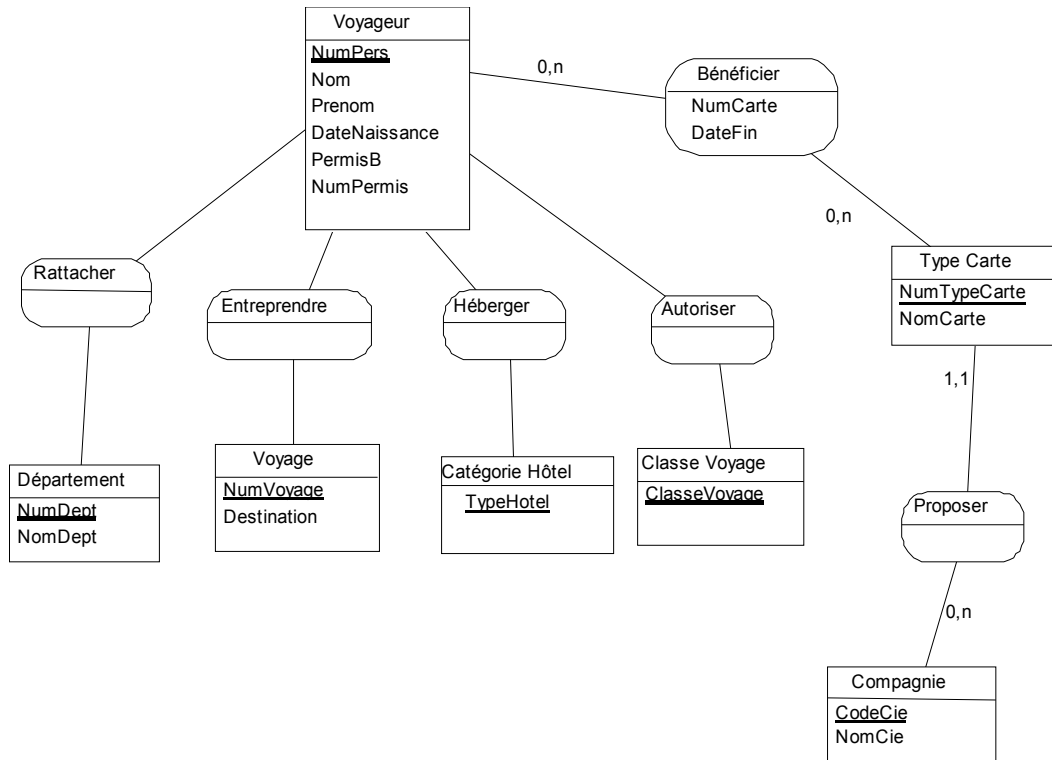 Voyageur
NumPers
Nom
Prenom
DateNaissance
PermisB
NumPermis
0,n
Bénéficier
NumCarte
DateFin
0,n
Type Carte
NumTypeCarte
NomCarte
1,1
Rattacher
Entreprendre
Héberger
Autoriser
Département
NumDept
NomDept
Voyage
NumVoyage
Destination
Catégorie Hôtel
TypeHotel
Classe Voyage
ClasseVoyage
Proposer
0,n
Compagnie
CodeCie
NomCie